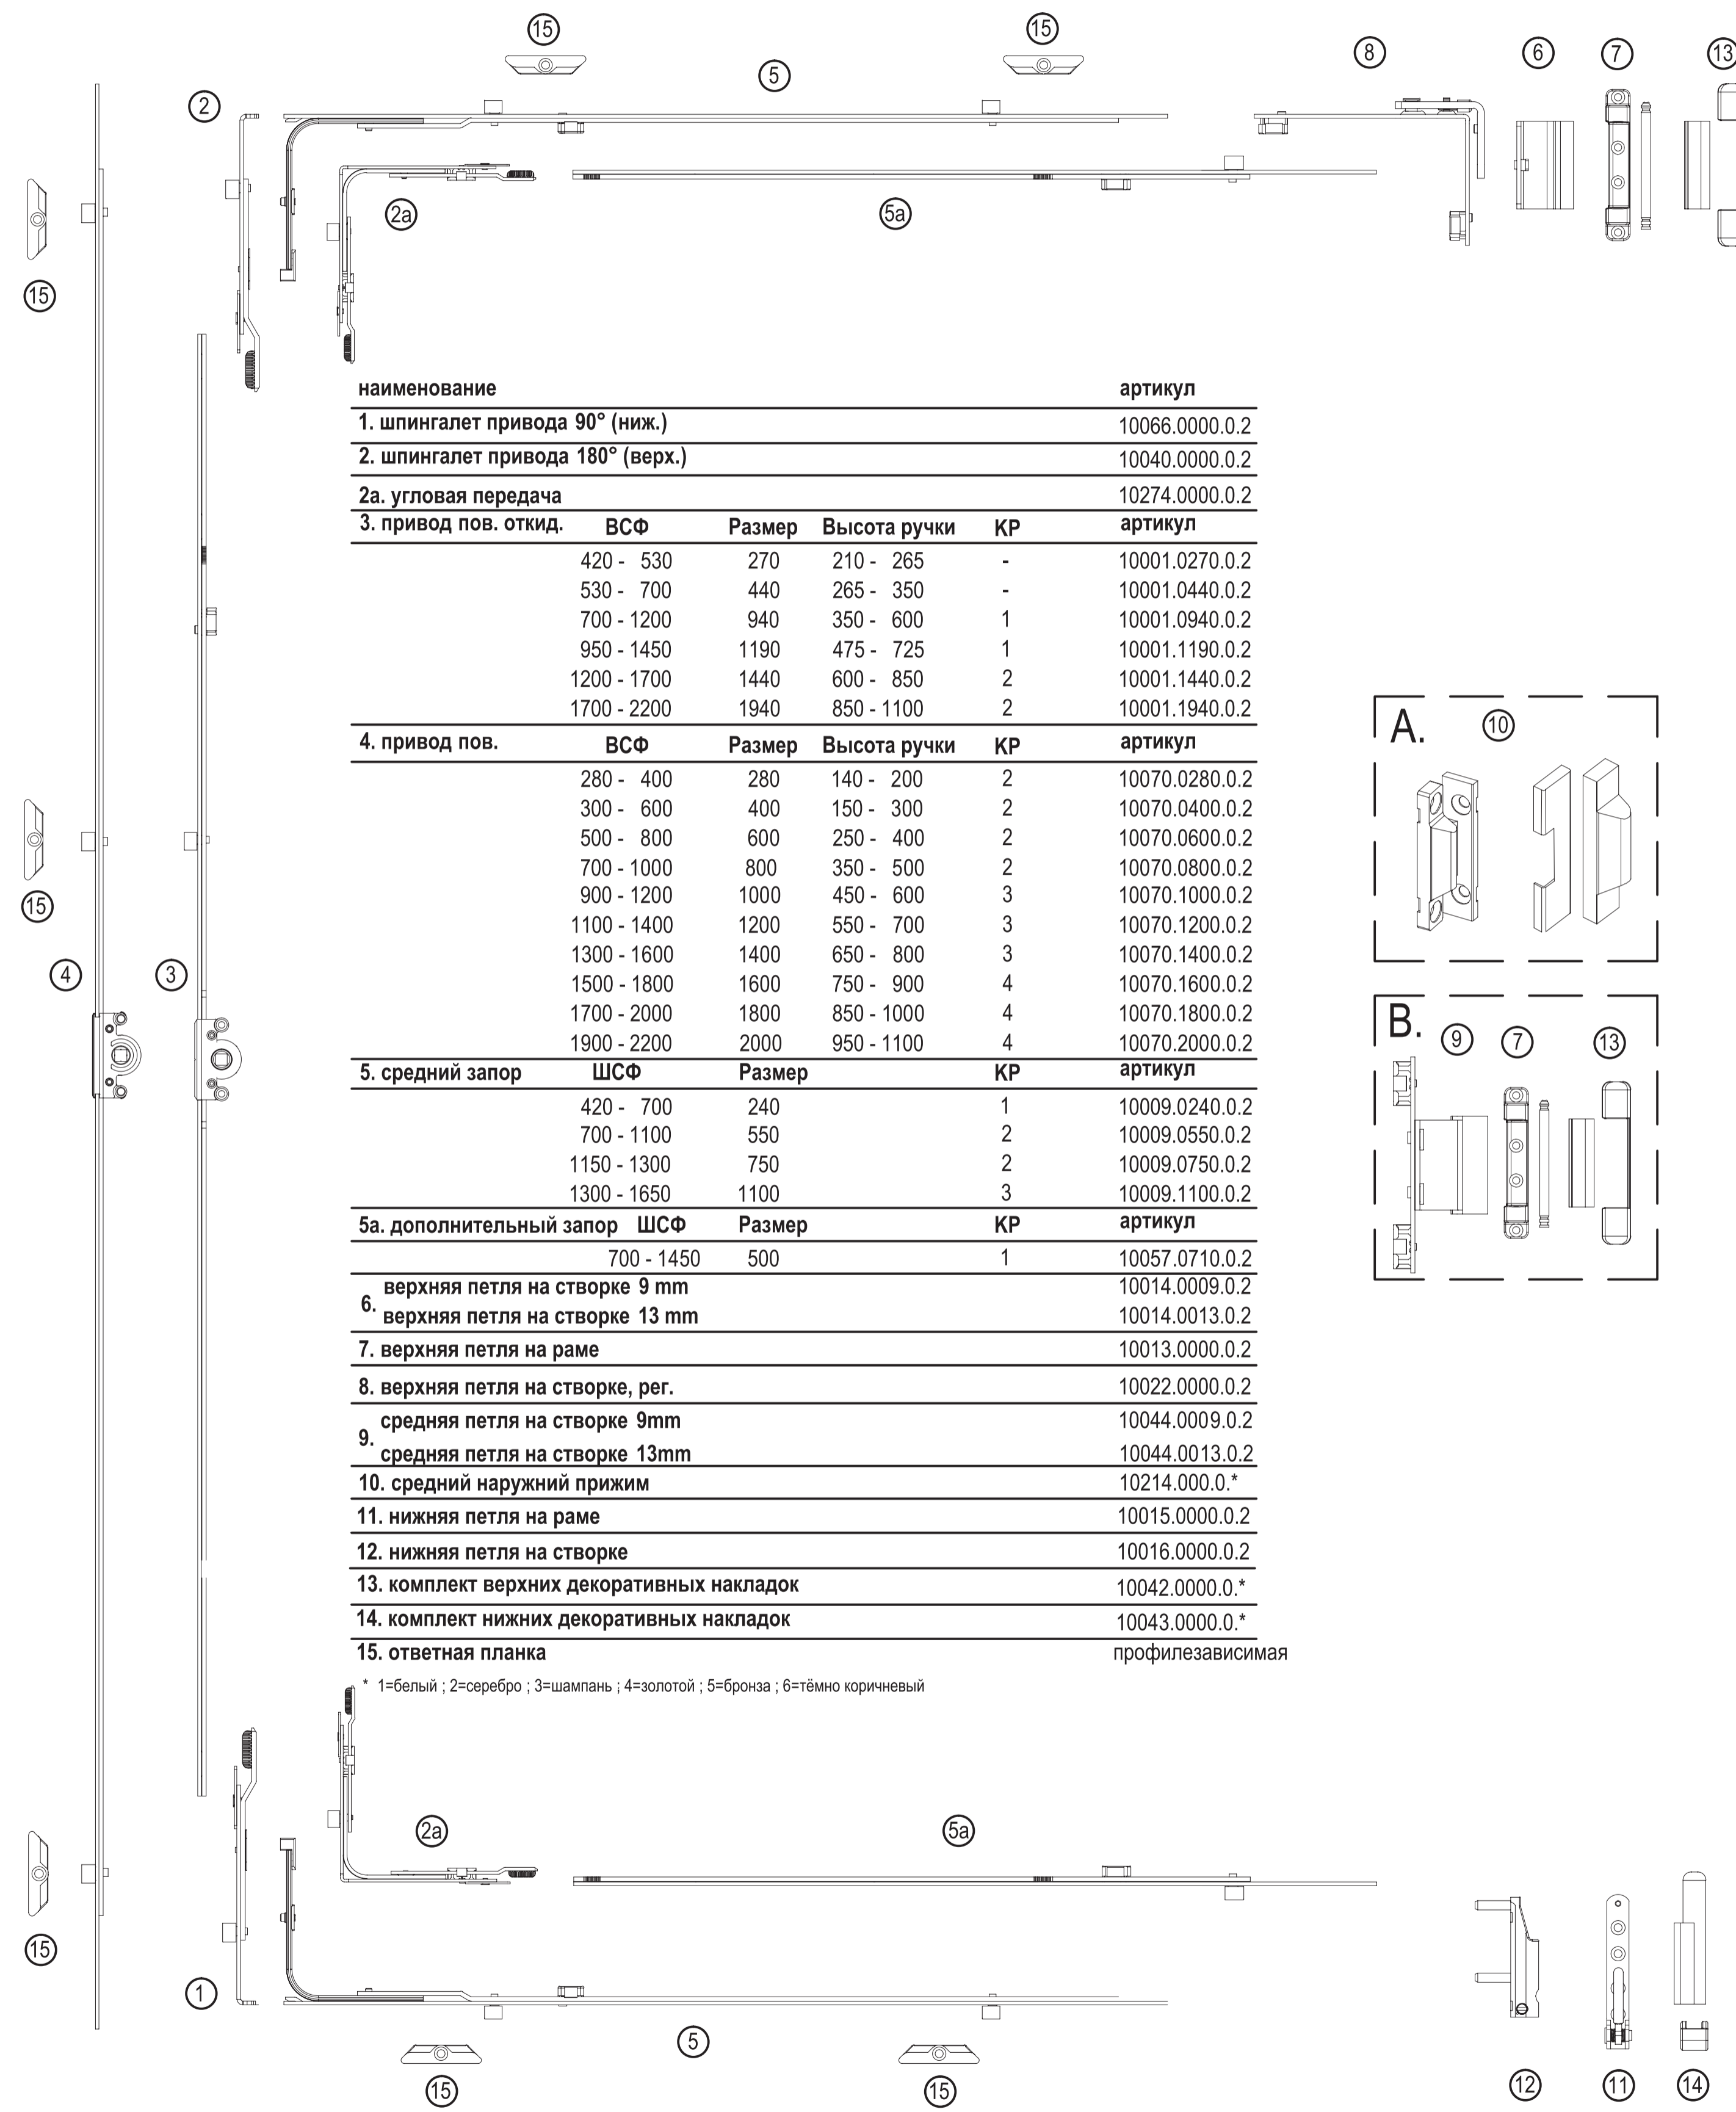 15 15
5 8 6 7 13
2
2a 5a
15
наименование артикул
1. шпингалет привода 90° (ниж.) 10066.0000.0.2
2. шпингалет привода 180° (верх.) 10040.0000.0.2
2а. угловая передача 10274.0000.0.2
3. привод пов. откид. ВСФ Размер Высота ручки КР артикул
420 - 530 270 210 - 265 - 10001.0270.0.2
530 - 700 440 265 - 350 - 10001.0440.0.2
700 - 1200 940 350 - 600 1 10001.0940.0.2
950 - 1450 1190 475 - 725 1 10001.1190.0.2
1200 - 1700 1440 600 - 850 2 10001.1440.0.2
1700 - 2200 1940 850 - 1100 2 10001.1940.0.2
4. привод пов. ВСФ Размер Высота ручки КР артикул
280 - 400 280 140 - 200 2 10070.0280.0.2
300 - 600 400 150 - 300 2 10070.0400.0.2
500 - 800 600 250 - 400 2 10070.0600.0.2
700 - 1000 800 350 - 500 2 10070.0800.0.2
900 - 1200 1000 450 - 600 3 10070.1000.0.2
1100 - 1400 1200 550 - 700 3 10070.1200.0.2
1300 - 1600 1400 650 - 800 3 10070.1400.0.2
1500 - 1800 1600 750 - 900 4 10070.1600.0.2
1700 - 2000 1800 850 - 1000 4 10070.1800.0.2
1900 - 2200 2000 950 - 1100 4 10070.2000.0.2
5. средний запор ШСФ Размер КР артикул
420 - 700 240 1 10009.0240.0.2
700 - 1100 550 2 10009.0550.0.2
1150 - 1300 750 2 10009.0750.0.2
1300 - 1650 1100 3 10009.1100.0.2
5а. дополнительный запор ШСФ Размер КР артикул
700 - 1450 500 1 10057.0710.0.2
6. верхняя петля на створке 9 mm 10014.0009.0.2
верхняя петля на створке 13 mm 10014.0013.0.2
7. верхняя петля на раме 10013.0000.0.2
8. верхняя петля на створке, рег. 10022.0000.0.2
9. средняя петля на створке 9mm 10044.0009.0.2
средняя петля на створке 13mm 10044.0013.0.2
10. средний наружний прижим 10214.000.0.*
11. нижняя петля на раме 10015.0000.0.2
12. нижняя петля на створке 10016.0000.0.2
13. комплект верхних декоративных накладок 10042.0000.0.*
14. комплект нижних декоративных накладок 10043.0000.0.*
15. ответная планка профилезависимая
* 1=белый ; 2=серебро ; 3=шампань ; 4=золотой ; 5=бронза ; 6=тёмно коричневый
A. 10
15
4 3
B. 9 7 13
2a 5a
15
1
5
15 15
12 11 14